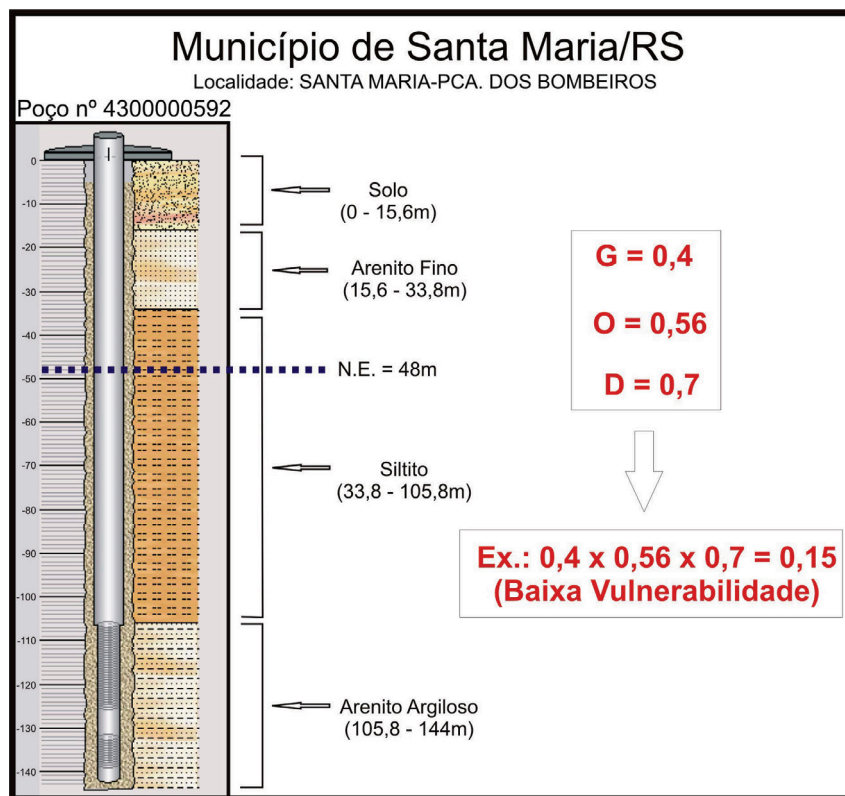 Município de Santa Maria/RS
Localidade: SANTA MARIA-PCA. DOS BOMBEIROS
Poço nº 4300000592
0
-10
-20
-30
-40
-50
-60
-70
-80
-90
-100
-110
-120
-130
-140
Solo
(0 - 15,6m)
Arenito Fino
(15,6 - 33,8m)
N.E. = 48m
Siltito
(33,8 - 105,8m)
Arenito Argiloso
(105,8 - 144m)
G = 0,4
O = 0,56
D = 0,7
Ex.: 0,4 x 0,56 x 0,7 = 0,15
(Baixa Vulnerabilidade)